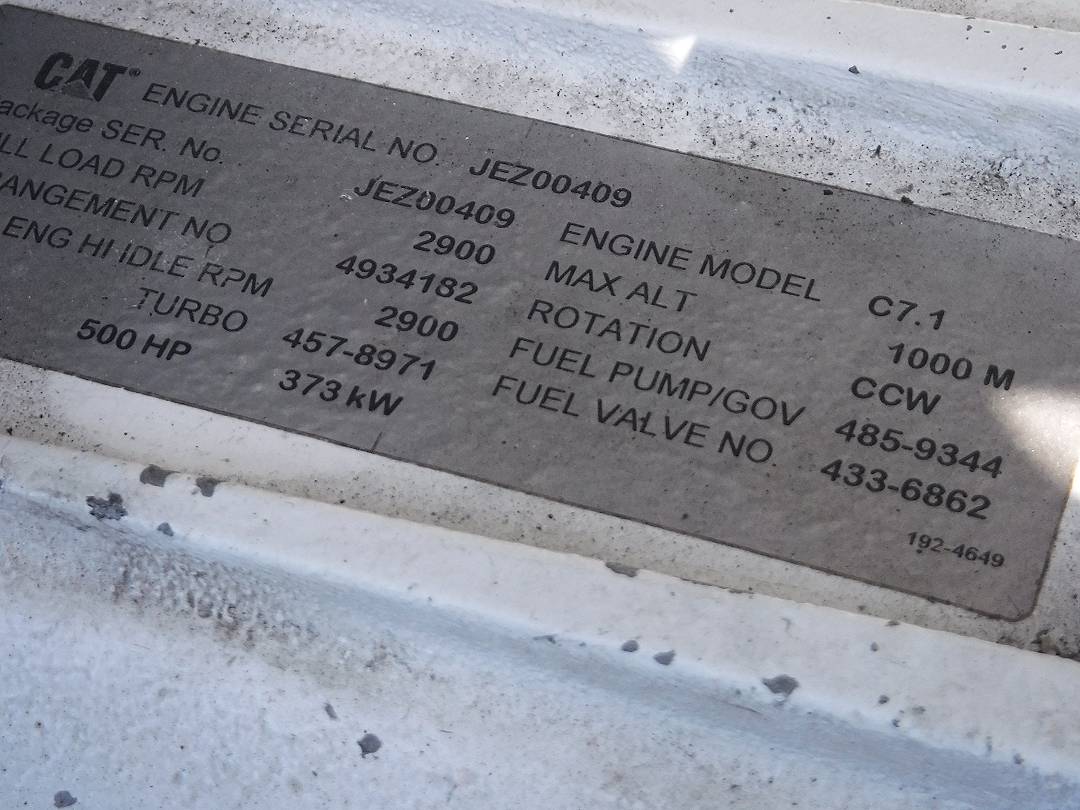 CAT® ENGINE SERIAL NO. JEZ00409
ackage SER. No. JEZ00409 ENGINE MODEL C7.1
LL LOAD RPM 2900 MAX ALT 1000 M
ANGEMENT NO 4934182 ROTATION CCW
ENG HI IDLE RPM 2900 FUEL PUMP/GOV 485-9344
TURBO 457-8971 FUEL VALVE NO. 433-6862
500 HP 373 kW
192-4649